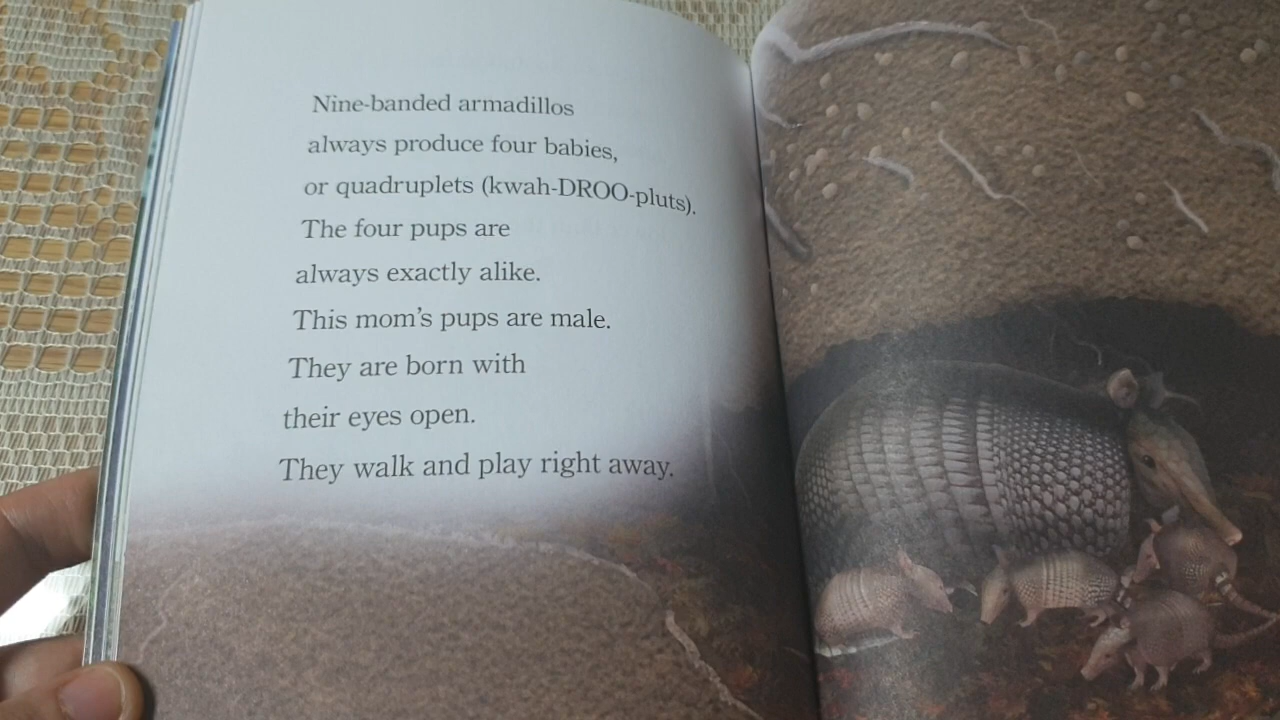 Nine-banded armadillos
always produce four babies,
or quadruplets (kwah-DROO-pluts).
The four pups are
always exactly alike.
This mom's pups are male.
They are born with
their eyes open.
They walk and play right away.